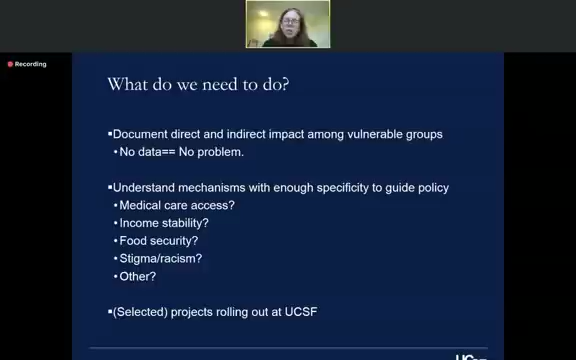 Recording
What do we need to do?
▪Document direct and indirect impact among vulnerable groups
• No data== No problem.
▪Understand mechanisms with enough specificity to guide policy
• Medical care access?
• Income stability?
• Food security?
• Stigma/racism?
• Other?
▪(Selected) projects rolling out at UCSF